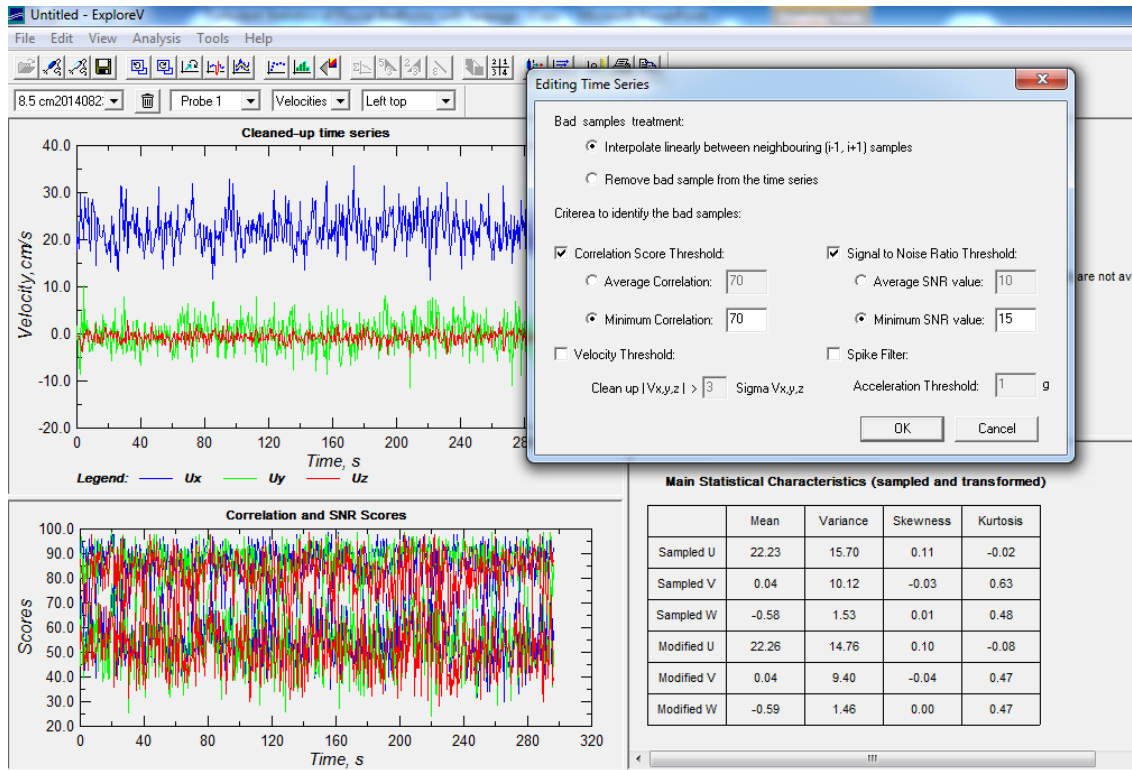 Untitled - ExploreV
File Edit View Analysis Tools Help
8.5 cm2014082: Probe 1 Velocities Left top
Cleaned-up time series
40.0
30.0
20.0
10.0
0.0
-10.0
-20.0
Velocity,cm/s
0 40 80 120 160 200 240 28
Time, s
Legend: Ux Uy Uz
Editing Time Series
Bad samples treatment:
Interpolate linearly between neighbouring (i-1, i+1) samples
Remove bad sample from the time series
Criterea to identify the bad samples:
Correlation Score Threshold: Signal to Noise Ratio Threshold:
Average Correlation: 70 Average SNR value: 10
Minimum Correlation: 70 Minimum SNR value: 15
Velocity Threshold: Spike Filter:
Clean up | Vx,y,z | > 3 Sigma Vx,y,z Acceleration Threshold: 1 g
OK Cancel
are not av
Correlation and SNR Scores
100.0
90.0
80.0
70.0
60.0
50.0
40.0
30.0
20.0
Scores
0 40 80 120 160 200 240 280 320
Time, s
Main Statistical Characteristics (sampled and transformed)
Mean Variance Skewness Kurtosis
Sampled U 22.23 15.70 0.11 -0.02
Sampled V 0.04 10.12 -0.03 0.63
Sampled W -0.58 1.53 0.01 0.48
Modified U 22.26 14.76 0.10 -0.08
Modified V 0.04 9.40 -0.04 0.47
Modified W -0.59 1.46 0.00 0.47